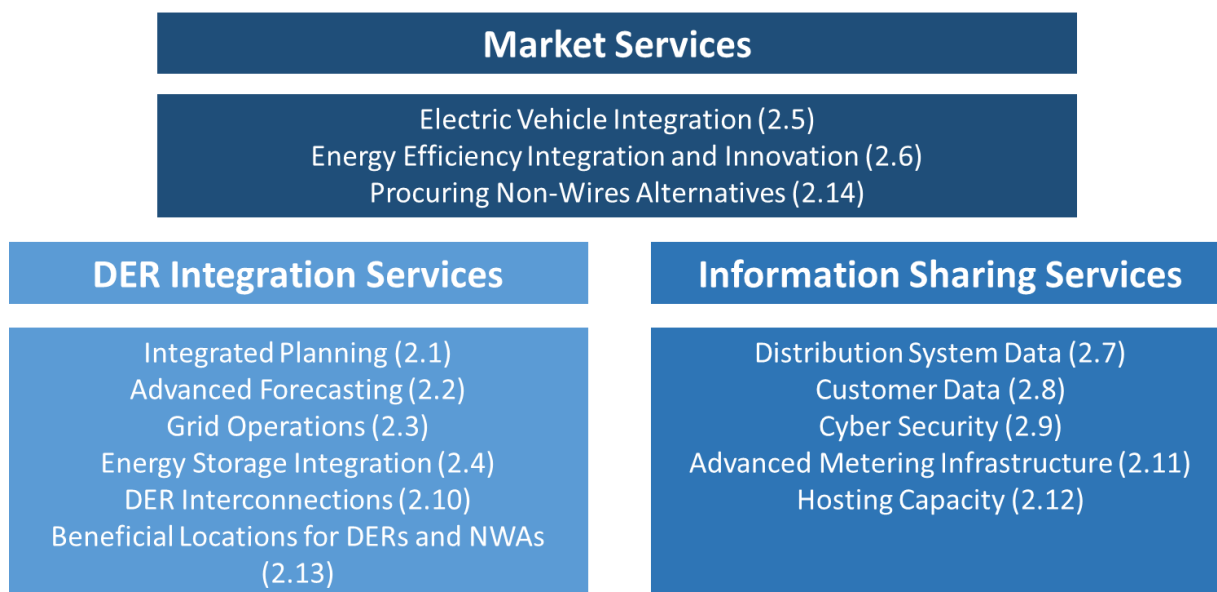 Market Services
Electric Vehicle Integration (2.5)
Energy Efficiency Integration and Innovation (2.6)
Procuring Non-Wires Alternatives (2.14)
DER Integration Services
Integrated Planning (2.1)
Advanced Forecasting (2.2)
Grid Operations (2.3)
Energy Storage Integration (2.4)
DER Interconnections (2.10)
Beneficial Locations for DERs and NWAs
(2.13)
Information Sharing Services
Distribution System Data (2.7)
Customer Data (2.8)
Cyber Security (2.9)
Advanced Metering Infrastructure (2.11)
Hosting Capacity (2.12)